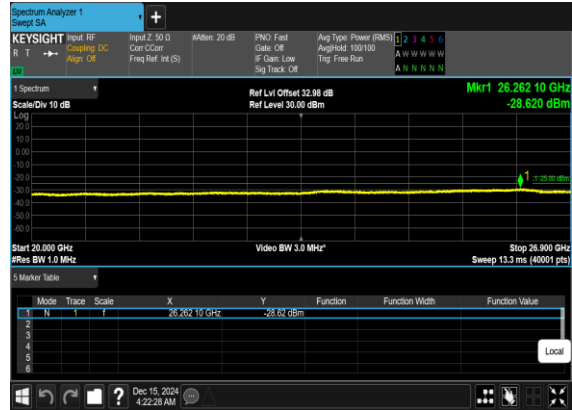 Spectrum Analyzer 1
Swept SA
+
KEYSIGHT
R T
LW
Input: RF
Coupling: DC
Align: Off
Input Z: 50 Ω
Corr CCorr
Freq Ref: Int (S)
#Atten: 20 dB
PNO: Fast
Gate: Off
IF Gain: Low
Sig Track: Off
Avg Type: Power (RMS)
Avg|Hold: 100/100
Trig: Free Run
1 2 3 4 5 6
A W W W W W
A N N N N N
1 Spectrum
Scale/Div 10 dB
Ref Lvl Offset 32.98 dB
Ref Level 30.00 dBm
Mkr1 26.262 10 GHz
-28.620 dBm
Log
20.0
10.0
0.00
-10.0
-20.0
-30.0
-40.0
-50.0
-60.0
1
-25.00 dBm
Start 20.000 GHz
#Res BW 1.0 MHz
Video BW 3.0 MHz*
Stop 26.900 GHz
Sweep 13.3 ms (40001 pts)
5 Marker Table
Mode Trace Scale X Y Function Function Width Function Value
1 N 1 f 26.262 10 GHz -28.62 dBm
2
3
4
5
6
Local
?
Dec 15, 2024
4:22:28 AM